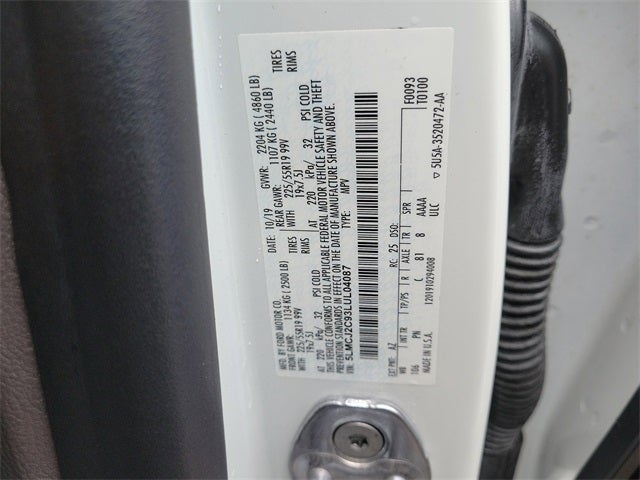 MFD. BY FORD MOTOR CO. 10/19 GVWR: 2204 KG ( 4860 LB)
FRONT GAWR: 1134 KG ( 2500 LB) REAR GAWR: 1107 KG ( 2440 LB)
WITH 225/55R19 99V TIRES WITH 225/55R19 99V TIRES
19x7.5J RIMS 19x7.5J RIMS
AT 220 kPa/ 32 PSI COLD AT 220 kPa/ 32 PSI COLD
THIS VEHICLE CONFORMS TO ALL APPLICABLE FEDERAL MOTOR VEHICLE SAFETY AND THEFT
PREVENTION STANDARDS IN EFFECT ON THE DATE OF MANUFACTURE SHOWN ABOVE.
VIN: 5LMCJ2C93LUL04087 TYPE: MPV
EXT PNT: AZ RC: 25 DSO: F0093
T0100
WB INT TR TP/PS R AXLE TR SPR
106 PN C 81 8 AAAA
MADE IN U.S.A. 1201910294008 ULC
▽ 5U5A-3520472-AA